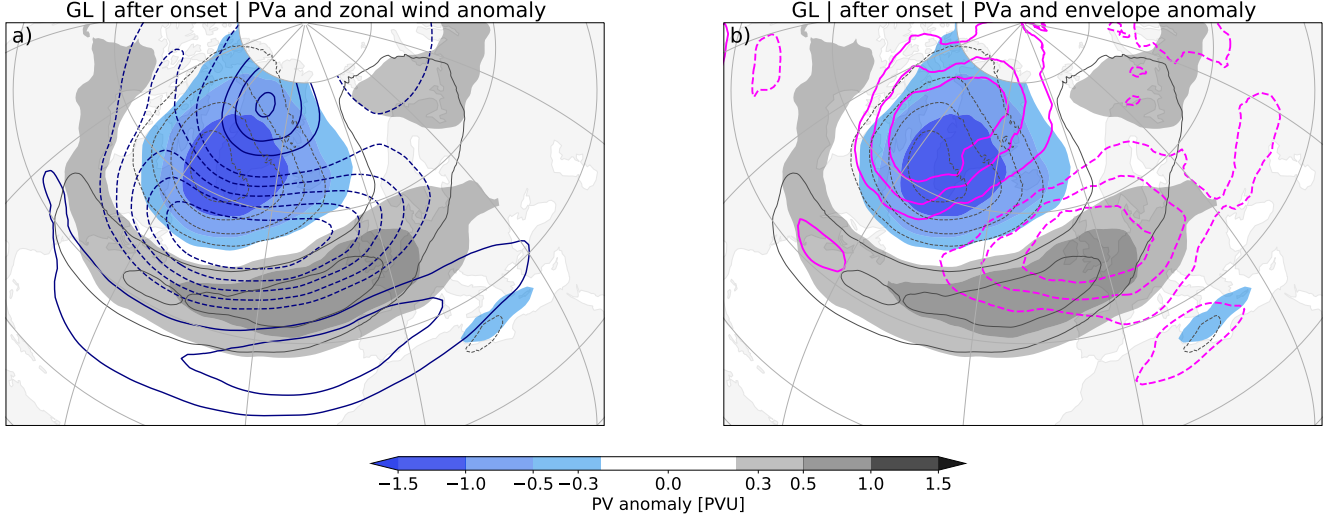 GL | after onset | PVa and zonal wind anomaly
a)
GL | after onset | PVa and envelope anomaly
b)
−1.5 −1.0 −0.5 −0.3 0.0 0.3 0.5 1.0 1.5
PV anomaly [PVU]